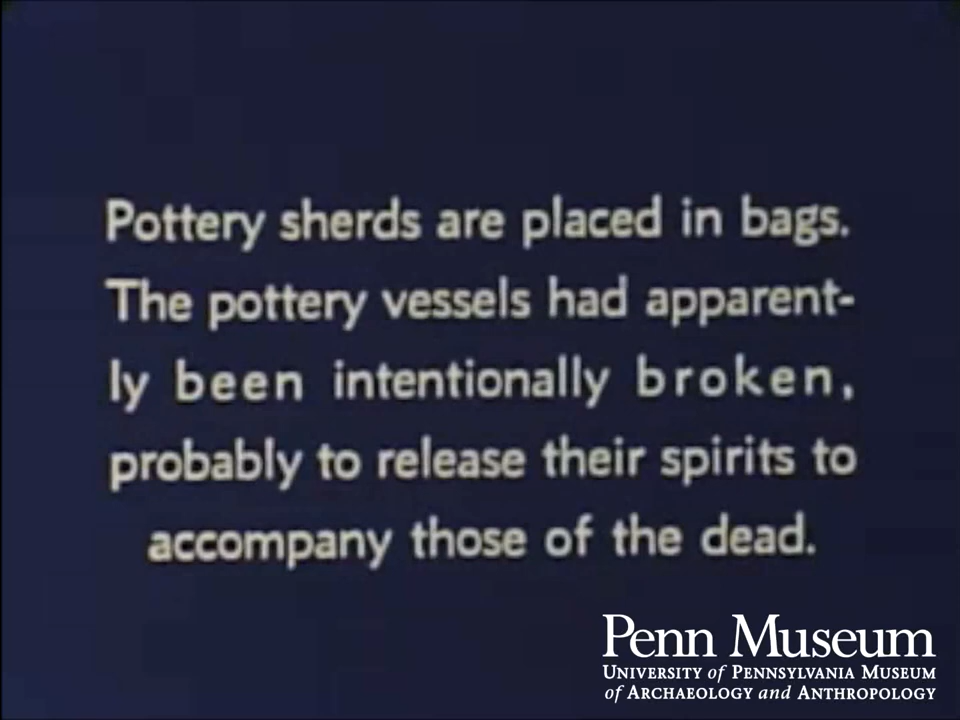 Pottery sherds are placed in bags.
The pottery vessels had apparent-
ly been intentionally broken,
probably to release their spirits to
accompany those of the dead.
Penn Museum
University of Pennsylvania Museum
of Archaeology and Anthropology